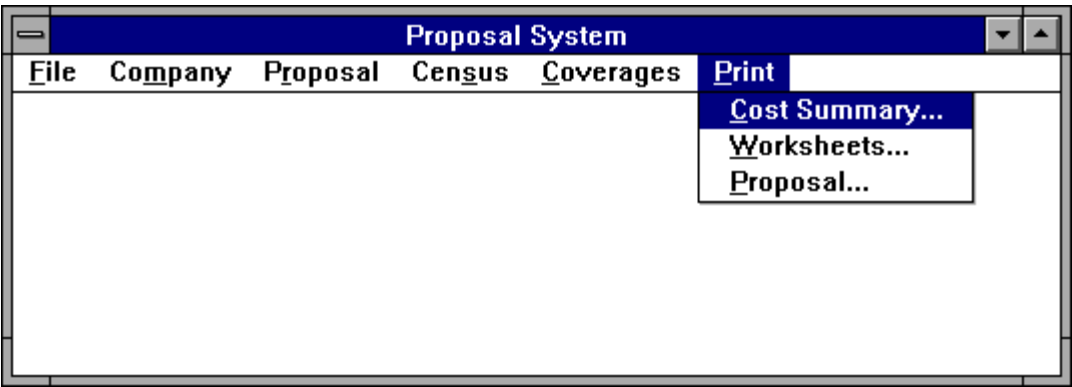 Proposal System
File Company Proposal Census Coverages Print
Cost Summary...
Worksheets...
Proposal...